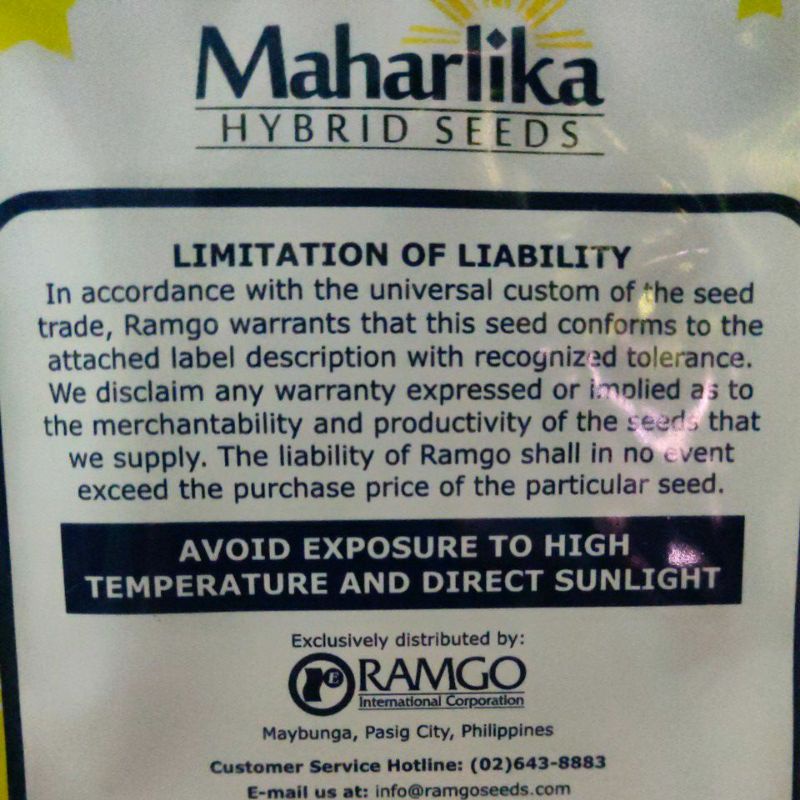 Maharlika
HYBRID SEEDS
LIMITATION OF LIABILITY
In accordance with the universal custom of the seed
trade, Ramgo warrants that this seed conforms to the
attached label description with recognized tolerance.
We disclaim any warranty expressed or implied as to
the merchantability and productivity of the seeds that
we supply. The liability of Ramgo shall in no event
exceed the purchase price of the particular seed.
AVOID EXPOSURE TO HIGH
TEMPERATURE AND DIRECT SUNLIGHT
Exclusively distributed by:
RAMGO
International Corporation
Maybunga, Pasig City, Philippines
Customer Service Hotline: (02)643-8883
E-mail us at: info@ramgoseeds.com